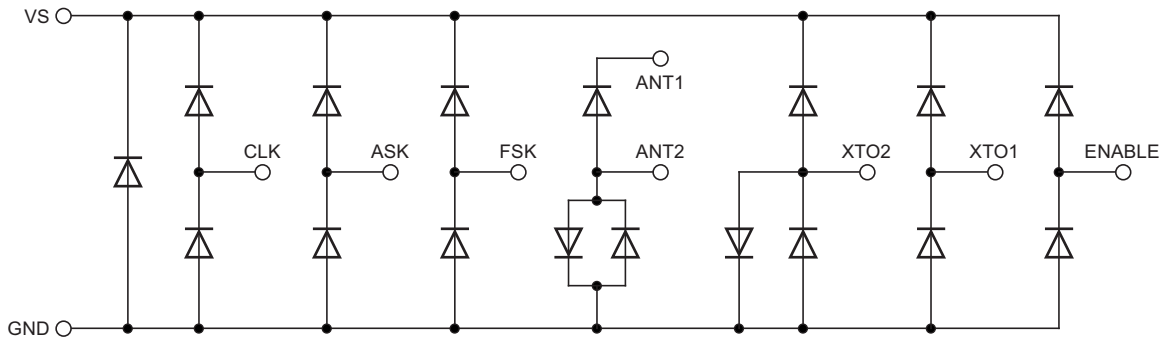 VS
ANT1
CLK
ASK
FSK
ANT2
XTO2
XTO1
ENABLE
GND